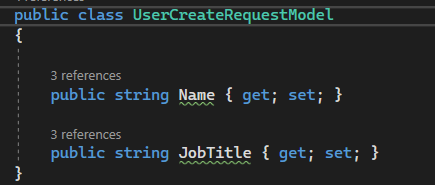 public class UserCreateRequestModel
{
3 references
public string Name { get; set; }
3 references
public string JobTitle { get; set; }
}